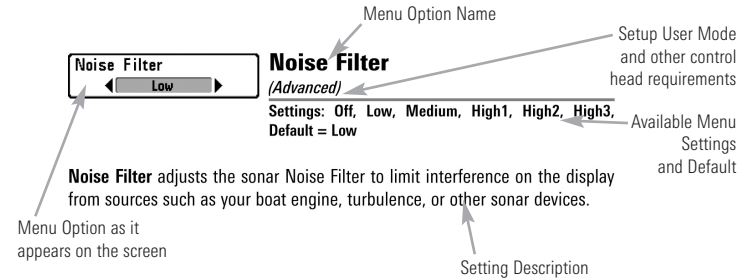 Menu Option Name
Setup User Mode
and other control
head requirements
Noise Filter
Low
Noise Filter
(Advanced)
Settings: Off, Low, Medium, High1, High2, High3,
Default = Low
Available Menu
Settings
and Default
Noise Filter adjusts the sonar Noise Filter to limit interference on the display
from sources such as your boat engine, turbulence, or other sonar devices.
Menu Option as it
appears on the screen
Setting Description